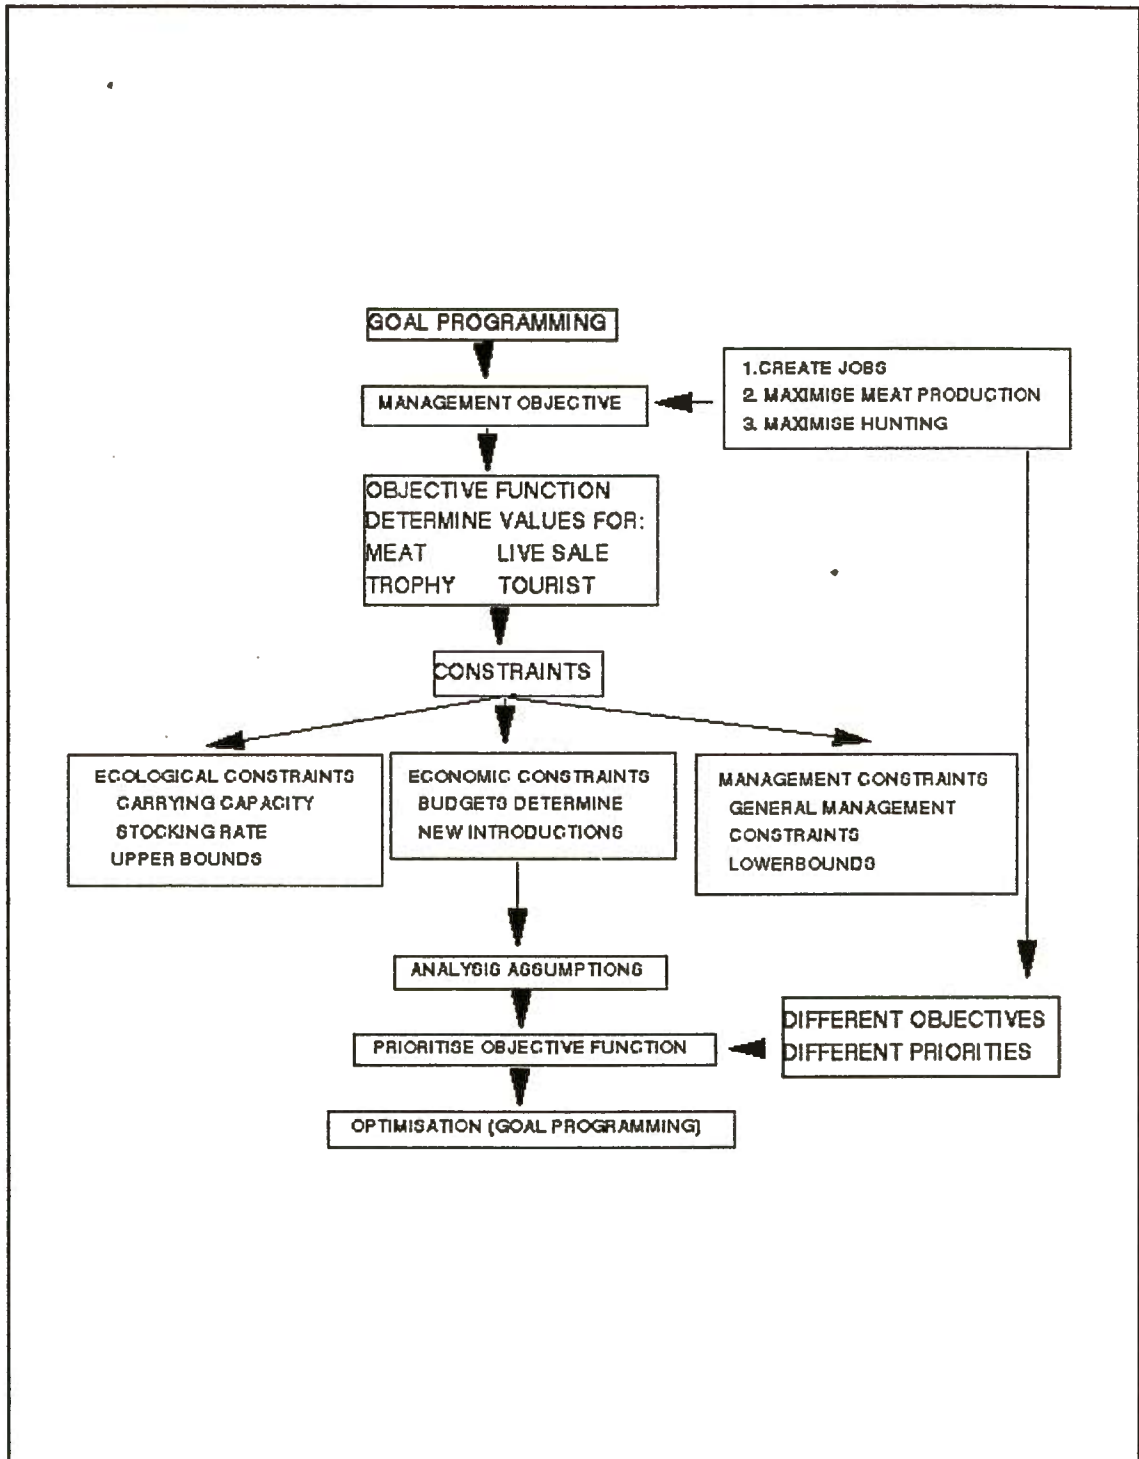 GOAL PROGRAMMING
MANAGEMENT OBJECTIVE
1.CREATE JOBS
2. MAXIMISE MEAT PRODUCTION
3. MAXIMISE HUNTING
OBJECTIVE FUNCTION
DETERMINE VALUES FOR:
MEAT LIVE SALE
TROPHY TOURIST
CONSTRAINTS
ECOLOGICAL CONSTRAINTS
CARRYING CAPACITY
STOCKING RATE
UPPER BOUNDS
ECONOMIC CONSTRAINTS
BUDGETS DETERMINE
NEW INTRODUCTIONS
MANAGEMENT CONSTRAINTS
GENERAL MANAGEMENT
CONSTRAINTS
LOWERBOUNDS
ANALYSIS ASSUMPTIONS
PRIORITISE OBJECTIVE FUNCTION
DIFFERENT OBJECTIVES
DIFFERENT PRIORITIES
OPTIMISATION (GOAL PROGRAMMING)